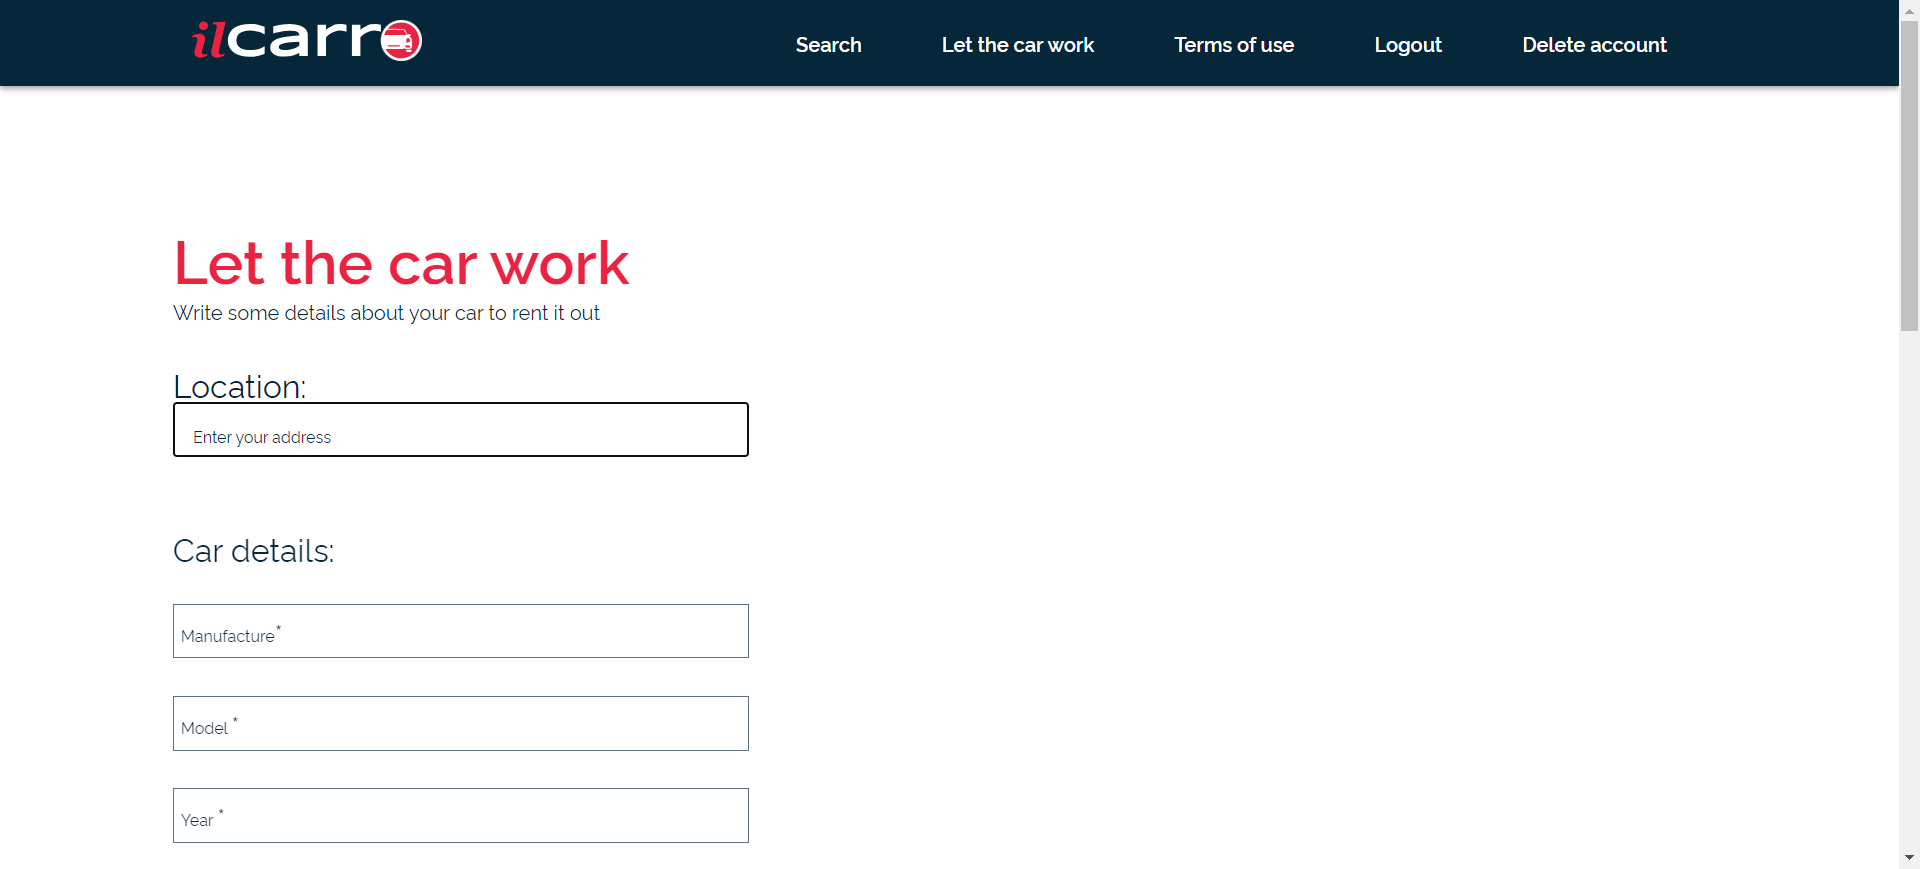 ilcarro
Search Let the car work Terms of use Logout Delete account
Let the car work
Write some details about your car to rent it out
Location:
Enter your address
Car details:
Manufacture*
Model *
Year *